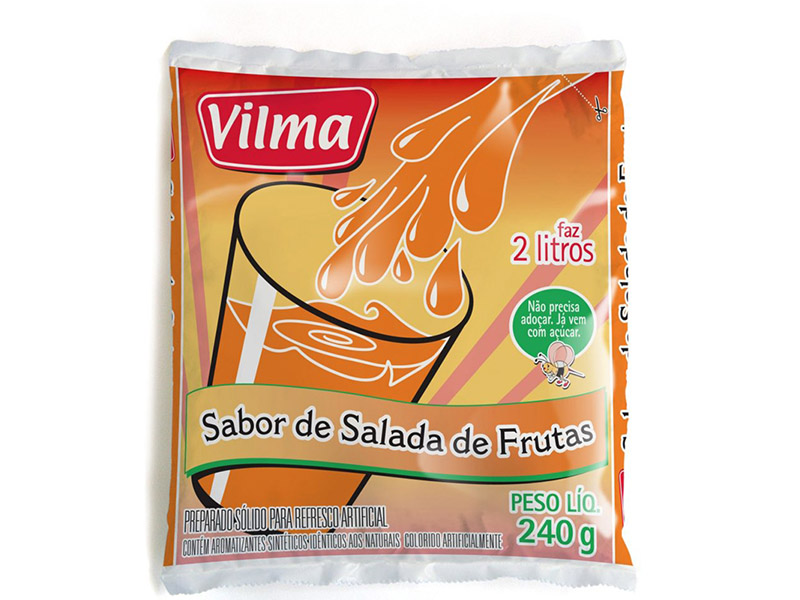 Vilma
faz
2 litros
Não precisa
adoçar. Já vem
com açúcar.
Sabor de Salada de Frutas
PREPARADO SÓLIDO PARA REFRESCO ARTIFICIAL
CONTÉM AROMATIZANTES SINTÉTICOS IDÊNTICOS AOS NATURAIS COLORIDO ARTIFICIALMENTE
PESO LÍQ.
240 g